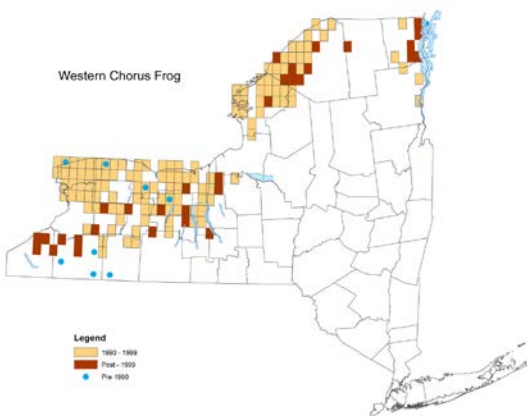 Western Chorus Frog
Legend
1990 - 1999
Post - 1999
Pre 1990